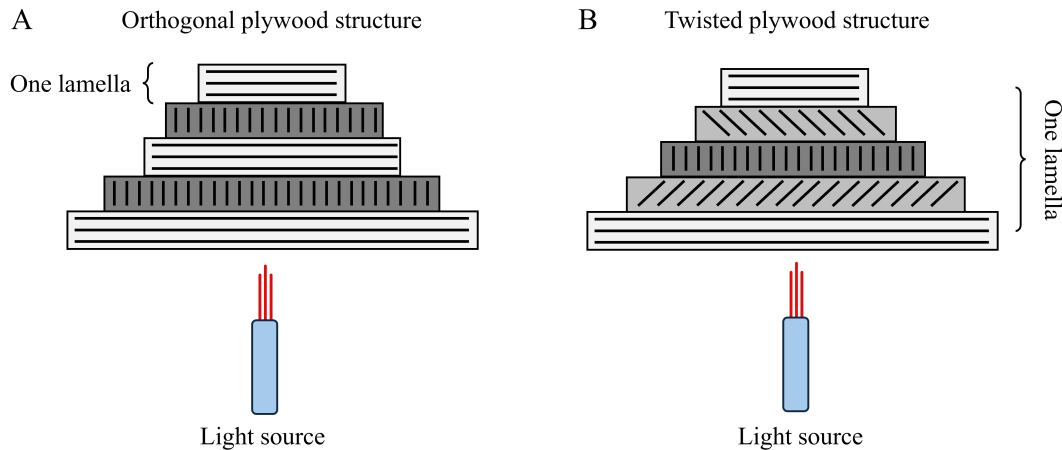 A
Orthogonal plywood structure
One lamella
Light source
B
Twisted plywood structure
One lamella
Light source